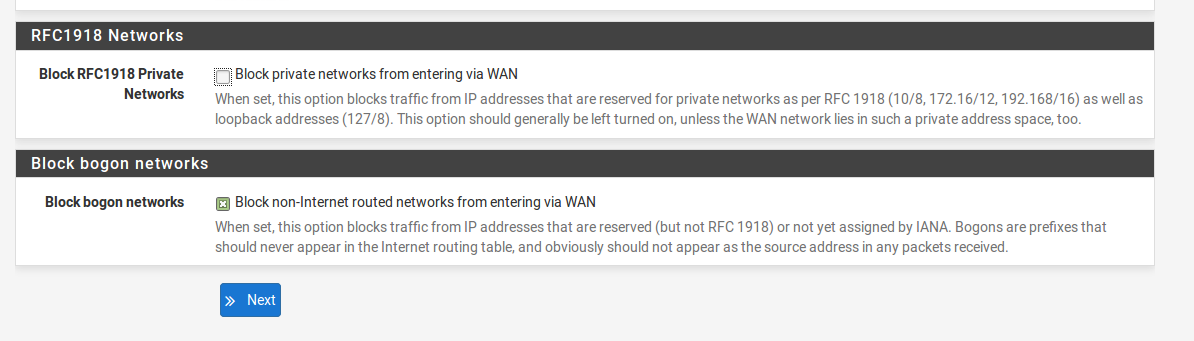 RFC1918 Networks
Block RFC1918 Private
Networks
Block private networks from entering via WAN
When set, this option blocks traffic from IP addresses that are reserved for private networks as per RFC 1918 (10/8, 172.16/12, 192.168/16) as well as
loopback addresses (127/8). This option should generally be left turned on, unless the WAN network lies in such a private address space, too.
Block bogon networks
Block bogon networks
Block non-Internet routed networks from entering via WAN
When set, this option blocks traffic from IP addresses that are reserved (but not RFC 1918) or not yet assigned by IANA. Bogons are prefixes that
should never appear in the Internet routing table, and obviously should not appear as the source address in any packets received.
Next